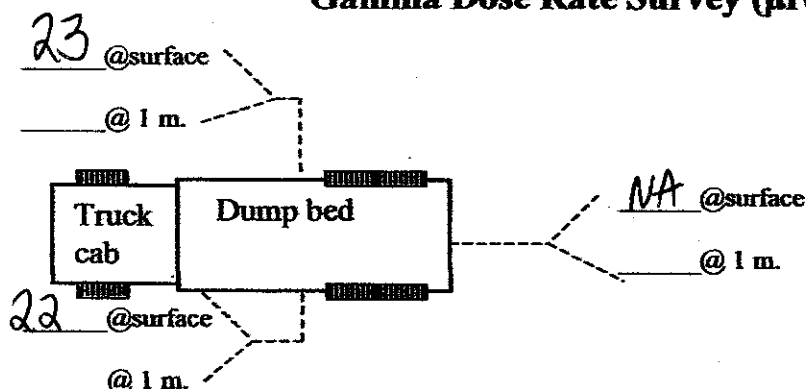 Gamma Dose Rate Survey (μr
23 @surface
@ 1 m.
Truck cab
Dump bed
NA @surface
@ 1 m.
22 @surface
@ 1 m.